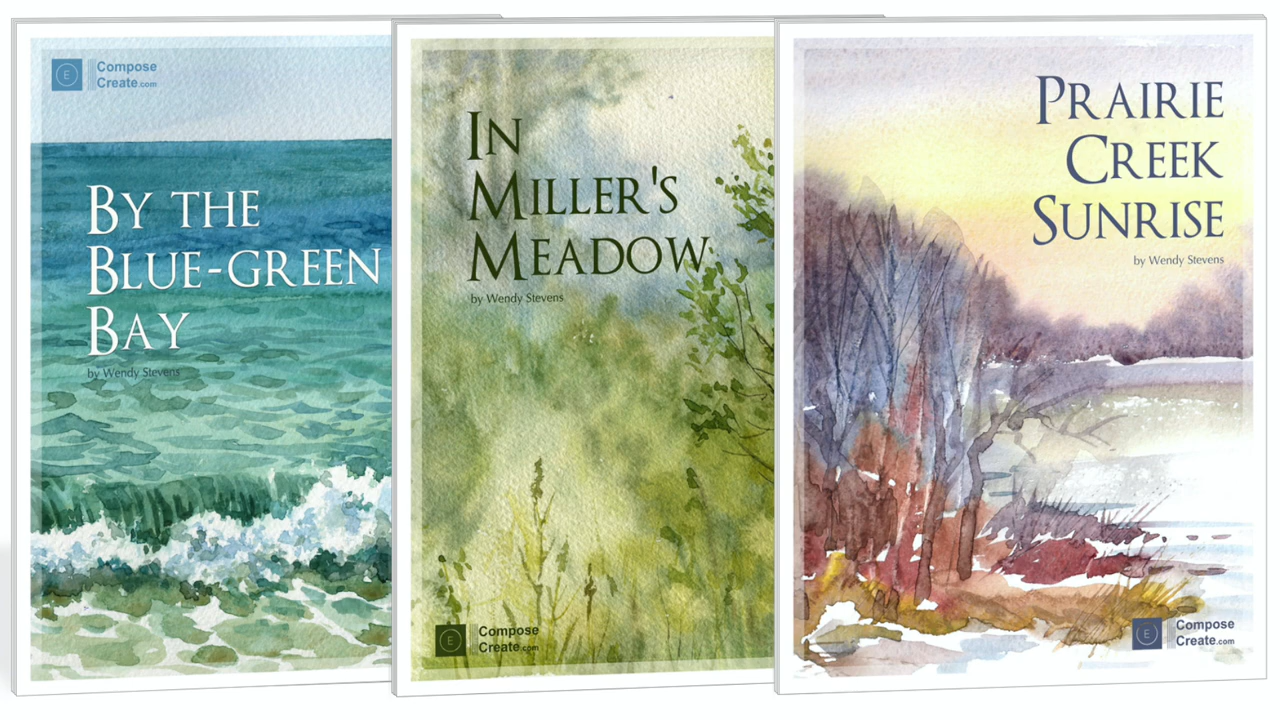 E
Compose
Create.com
BY THE
BLUE-GREEN
BAY
by Wendy Stevens
IN
MILLER'S
MEADOW
by Wendy Stevens
E
Compose
Create.com
PRAIRIE
CREEK
SUNRISE
by Wendy Stevens
E
Compose
Create.com